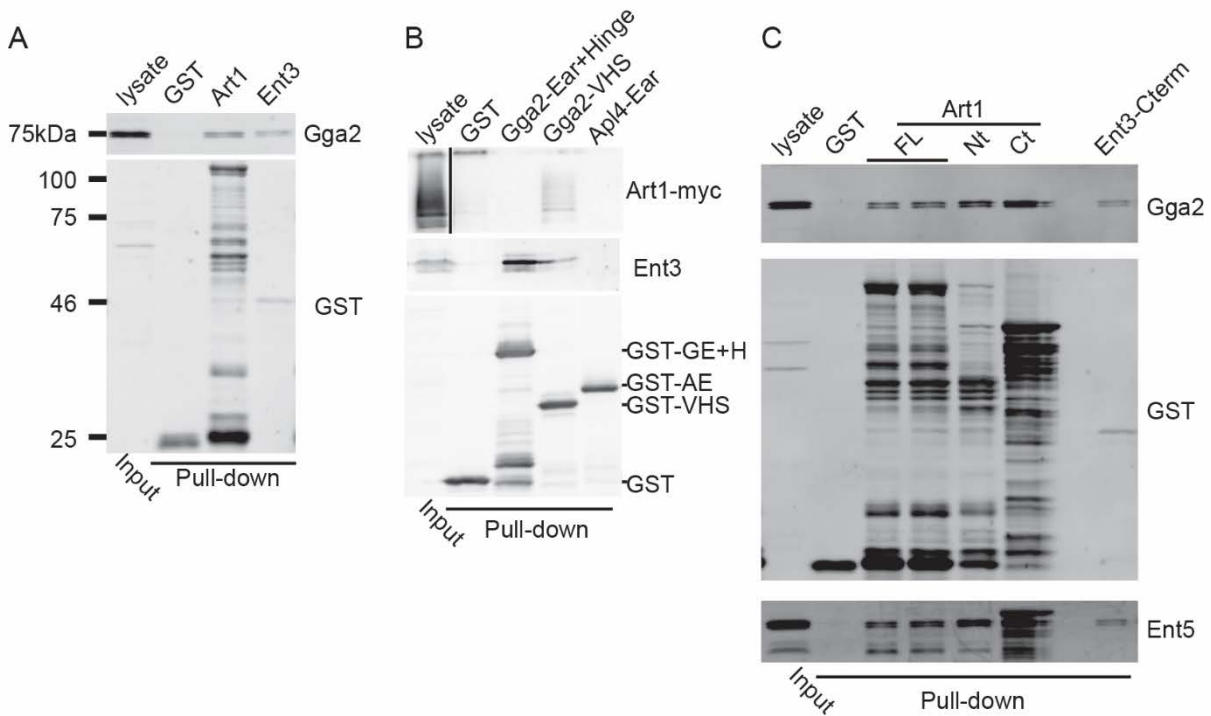 A
lysate
GST
Art1
Ent3
75kDa
Gga2
100
75
46
GST
25
Input
Pull-down
B
lysate
GST
Gga2-Ear+Hinge
Gga2-VHS
Apl4-Ear
Art1-myc
Ent3
GST-GE+H
GST-AE
GST-VHS
GST
Input
Pull-down
C
Art1
lysate
GST
FL
Nt
Ct
Ent3-Cterm
Gga2
GST
Ent5
Input
Pull-down